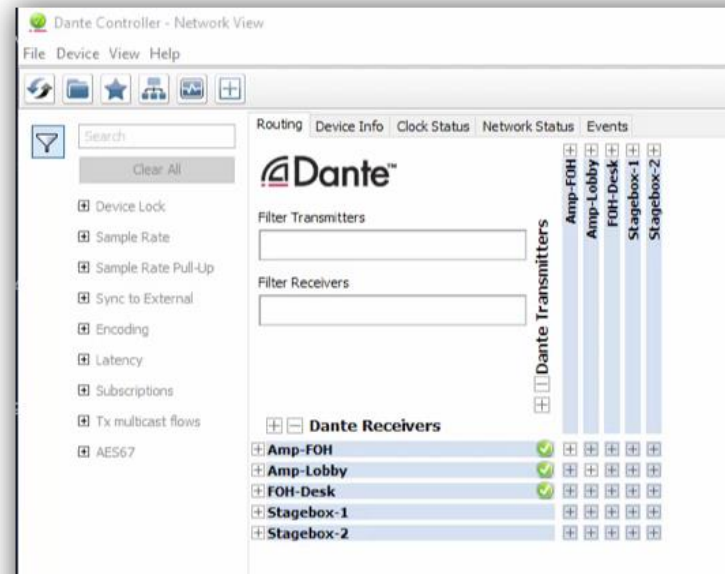 Dante Controller - Network View
File Device View Help
Search
Clear All
Device Lock
Sample Rate
Sample Rate Pull-Up
Sync to External
Encoding
Latency
Subscriptions
Tx multicast flows
AES67
Routing Device Info Clock Status Network Status Events
Dante™
Filter Transmitters
Filter Receivers
Dante Transmitters
Amp-FOH
Amp-Lobby
FOH-Desk
Stagebox-1
Stagebox-2
Dante Receivers
Amp-FOH
Amp-Lobby
FOH-Desk
Stagebox-1
Stagebox-2